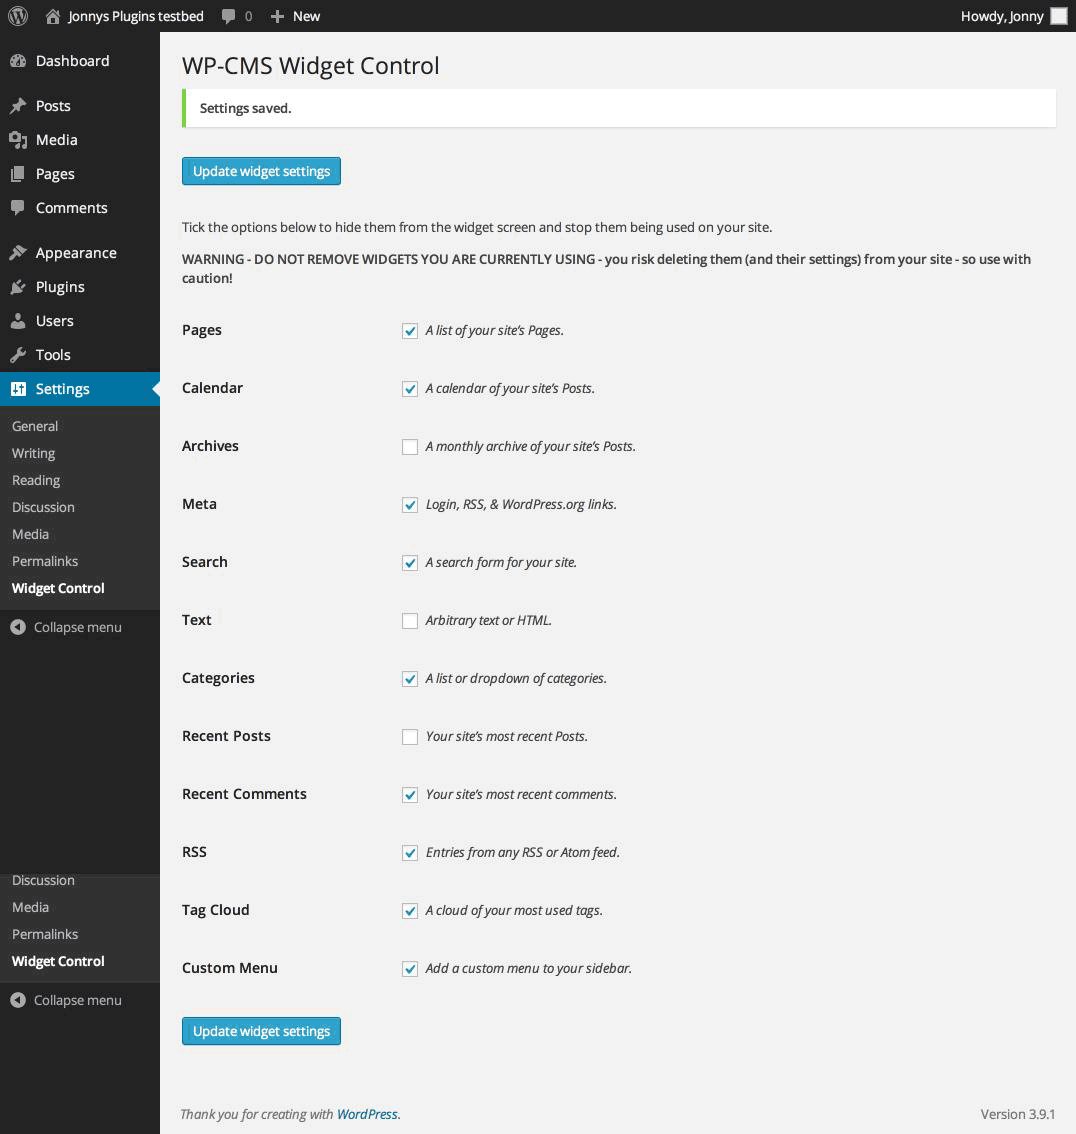 Jonnys Plugins testbed 0 New Howdy, Jonny
Dashboard
Posts
Media
Pages
Comments
Appearance
Plugins
Users
Tools
Settings
General
Writing
Reading
Discussion
Media
Permalinks
Widget Control
Collapse menu
Discussion
Media
Permalinks
Widget Control
Collapse menu
WP-CMS Widget Control
Settings saved.
Update widget settings
Tick the options below to hide them from the widget screen and stop them being used on your site.
WARNING - DO NOT REMOVE WIDGETS YOU ARE CURRENTLY USING - you risk deleting them (and their settings) from your site - so use with
caution!
Pages A list of your site's Pages.
Calendar A calendar of your site's Posts.
Archives A monthly archive of your site's Posts.
Meta Login, RSS, & WordPress.org links.
Search A search form for your site.
Text Arbitrary text or HTML.
Categories A list or dropdown of categories.
Recent Posts Your site's most recent Posts.
Recent Comments Your site's most recent comments.
RSS Entries from any RSS or Atom feed.
Tag Cloud A cloud of your most used tags.
Custom Menu Add a custom menu to your sidebar.
Update widget settings
Thank you for creating with WordPress. Version 3.9.1